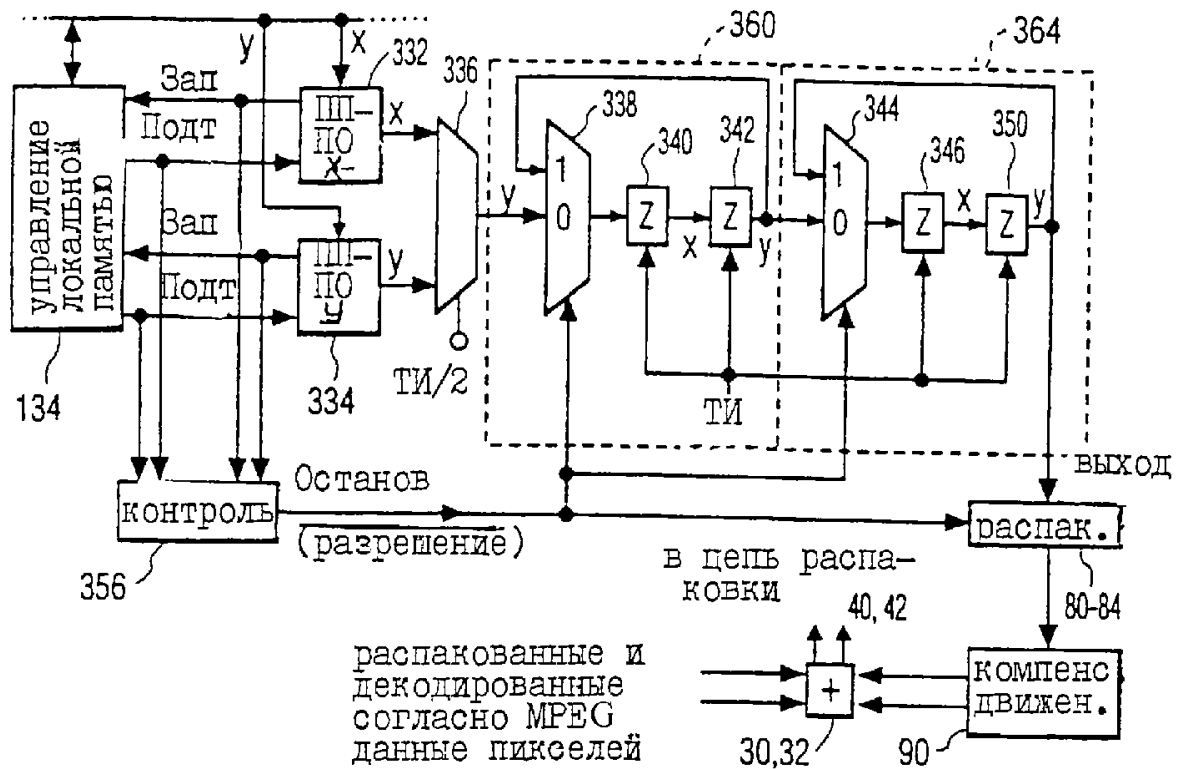 y
x
332
Зап
Подт
ПП-
ПО
X-
x
336
Зап
Подт
ПП-
ПО
У
y
управление
локальной
памятью
134
334
ТИ/2
360
364
338
1
0
y
340
Z
x
342
Z
y
344
1
0
346
Z
x
350
Z
y
ТИ
выход
контроль
356
Останов
(разрешение)
распак.
80-84
в цепь распа-
ковки
40, 42
распакованные и
декодированные
согласно MPEG
данные пикселей
+
30,32
компенс
движен.
90